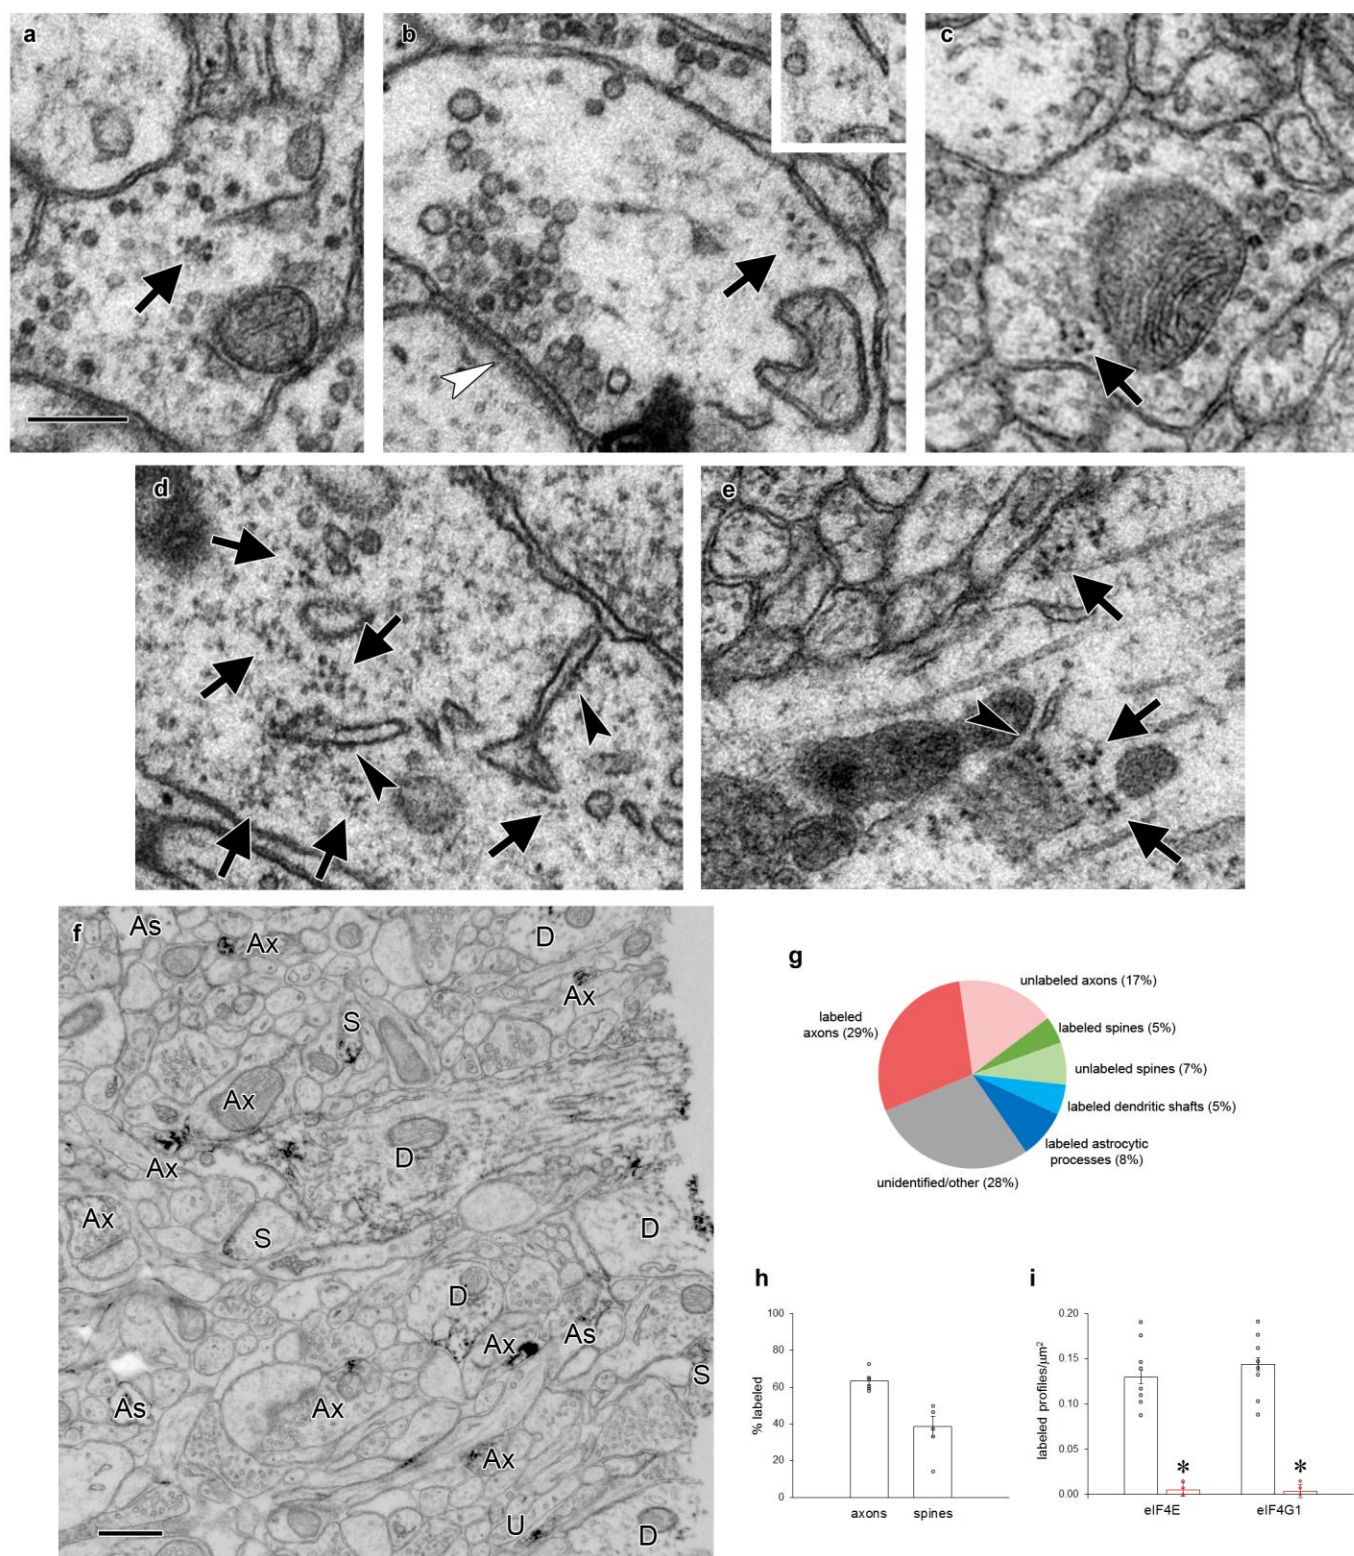 a
b
c
d
e
f
As
Ax
D
Ax
S
Ax
D
Ax
Ax
S
D
D
Ax
As
S
As
Ax
Ax
U
D
g
unlabeled axons (17%)
labeled
axons (29%)
labeled spines (5%)
unlabeled spines (7%)
labeled dendritic shafts (5%)
labeled astrocytic
processes (8%)
unidentified/other (28%)
h
% labeled
100
80
60
40
20
0
axons spines
i
labeled profiles/µm²
0.20
0.15
0.10
0.05
0.00
*
*
eIF4E eIF4G1